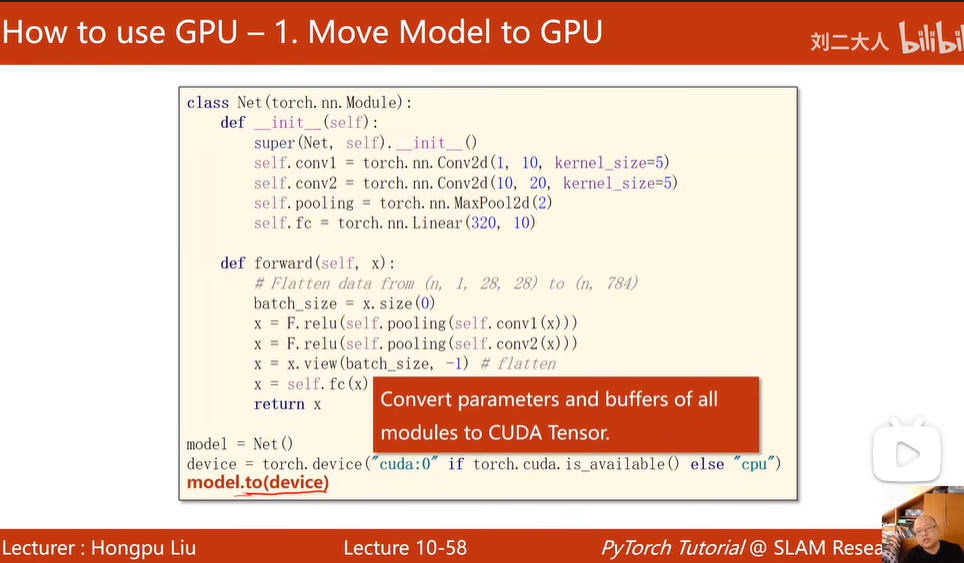 How to use GPU – 1. Move Model to GPU
刘二大人 bilibil
class Net(torch.nn.Module):
    def __init__(self):
        super(Net, self).__init__()
        self.conv1 = torch.nn.Conv2d(1, 10, kernel_size=5)
        self.conv2 = torch.nn.Conv2d(10, 20, kernel_size=5)
        self.pooling = torch.nn.MaxPool2d(2)
        self.fc = torch.nn.Linear(320, 10)
    def forward(self, x):
        # Flatten data from (n, 1, 28, 28) to (n, 784)
        batch_size = x.size(0)
        x = F.relu(self.pooling(self.conv1(x)))
        x = F.relu(self.pooling(self.conv2(x)))
        x = x.view(batch_size, -1) # flatten
        x = self.fc(x)
        return x
Convert parameters and buffers of all
modules to CUDA Tensor.
model = Net()
device = torch.device("cuda:0" if torch.cuda.is_available() else "cpu")
model.to(device)
Lecturer : Hongpu Liu
Lecture 10-58
PyTorch Tutorial @ SLAM Resea